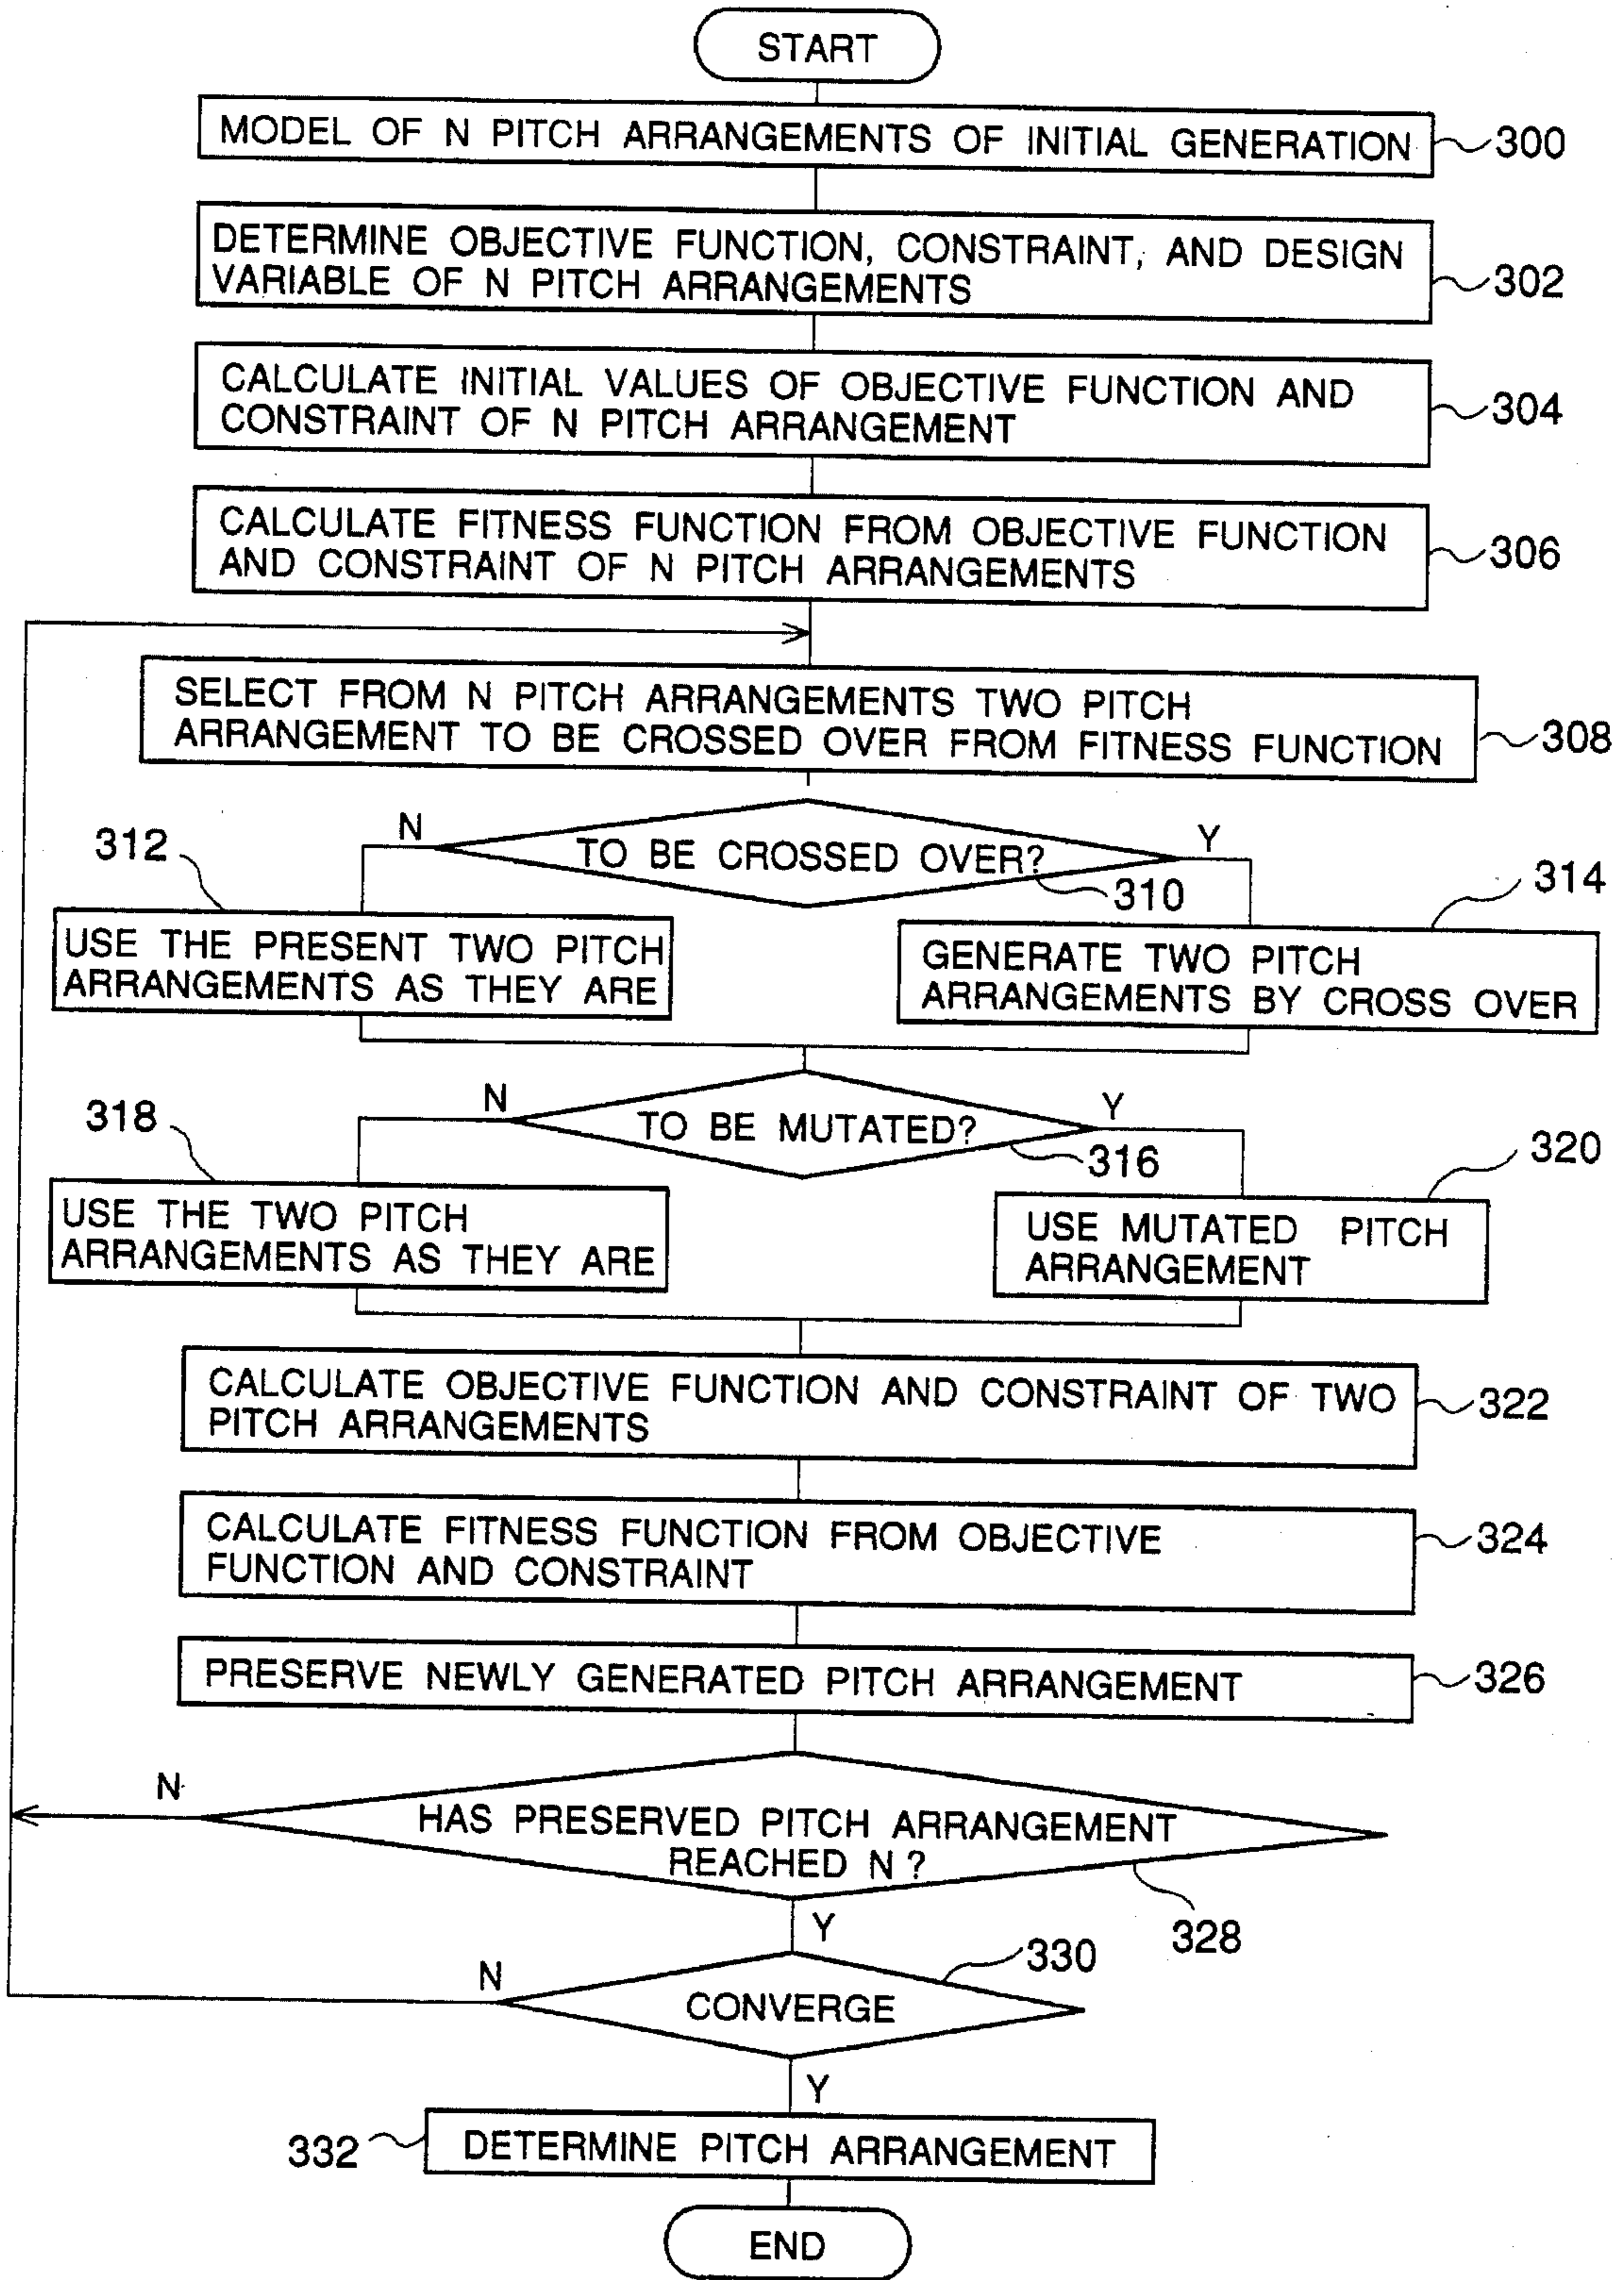 START
MODEL OF N PITCH ARRANGEMENTS OF INITIAL GENERATION
300
DETERMINE OBJECTIVE FUNCTION, CONSTRAINT, AND DESIGN
VARIABLE OF N PITCH ARRANGEMENTS
302
CALCULATE INITIAL VALUES OF OBJECTIVE FUNCTION AND
CONSTRAINT OF N PITCH ARRANGEMENT
304
CALCULATE FITNESS FUNCTION FROM OBJECTIVE FUNCTION
AND CONSTRAINT OF N PITCH ARRANGEMENTS
306
SELECT FROM N PITCH ARRANGEMENTS TWO PITCH
ARRANGEMENT TO BE CROSSED OVER FROM FITNESS FUNCTION
308
N
TO BE CROSSED OVER?
Y
310
312
USE THE PRESENT TWO PITCH
ARRANGEMENTS AS THEY ARE
314
GENERATE TWO PITCH
ARRANGEMENTS BY CROSS OVER
N
TO BE MUTATED?
Y
316
318
USE THE TWO PITCH
ARRANGEMENTS AS THEY ARE
320
USE MUTATED PITCH
ARRANGEMENT
CALCULATE OBJECTIVE FUNCTION AND CONSTRAINT OF TWO
PITCH ARRANGEMENTS
322
CALCULATE FITNESS FUNCTION FROM OBJECTIVE
FUNCTION AND CONSTRAINT
324
PRESERVE NEWLY GENERATED PITCH ARRANGEMENT
326
N
HAS PRESERVED PITCH ARRANGEMENT
REACHED N ?
328
Y
330
N
CONVERGE
Y
332
DETERMINE PITCH ARRANGEMENT
END